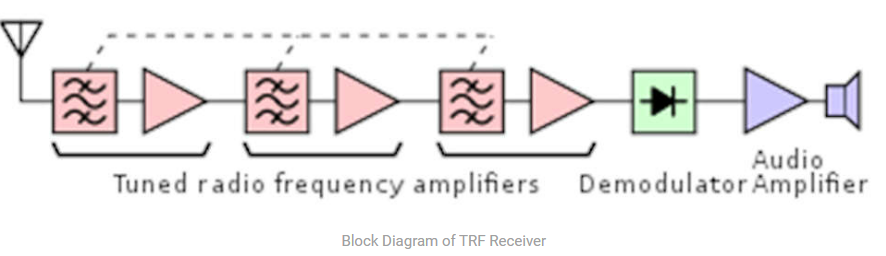 Tuned radio frequency amplifiers
Demodulator
Audio
Amplifier
Block Diagram of TRF Receiver